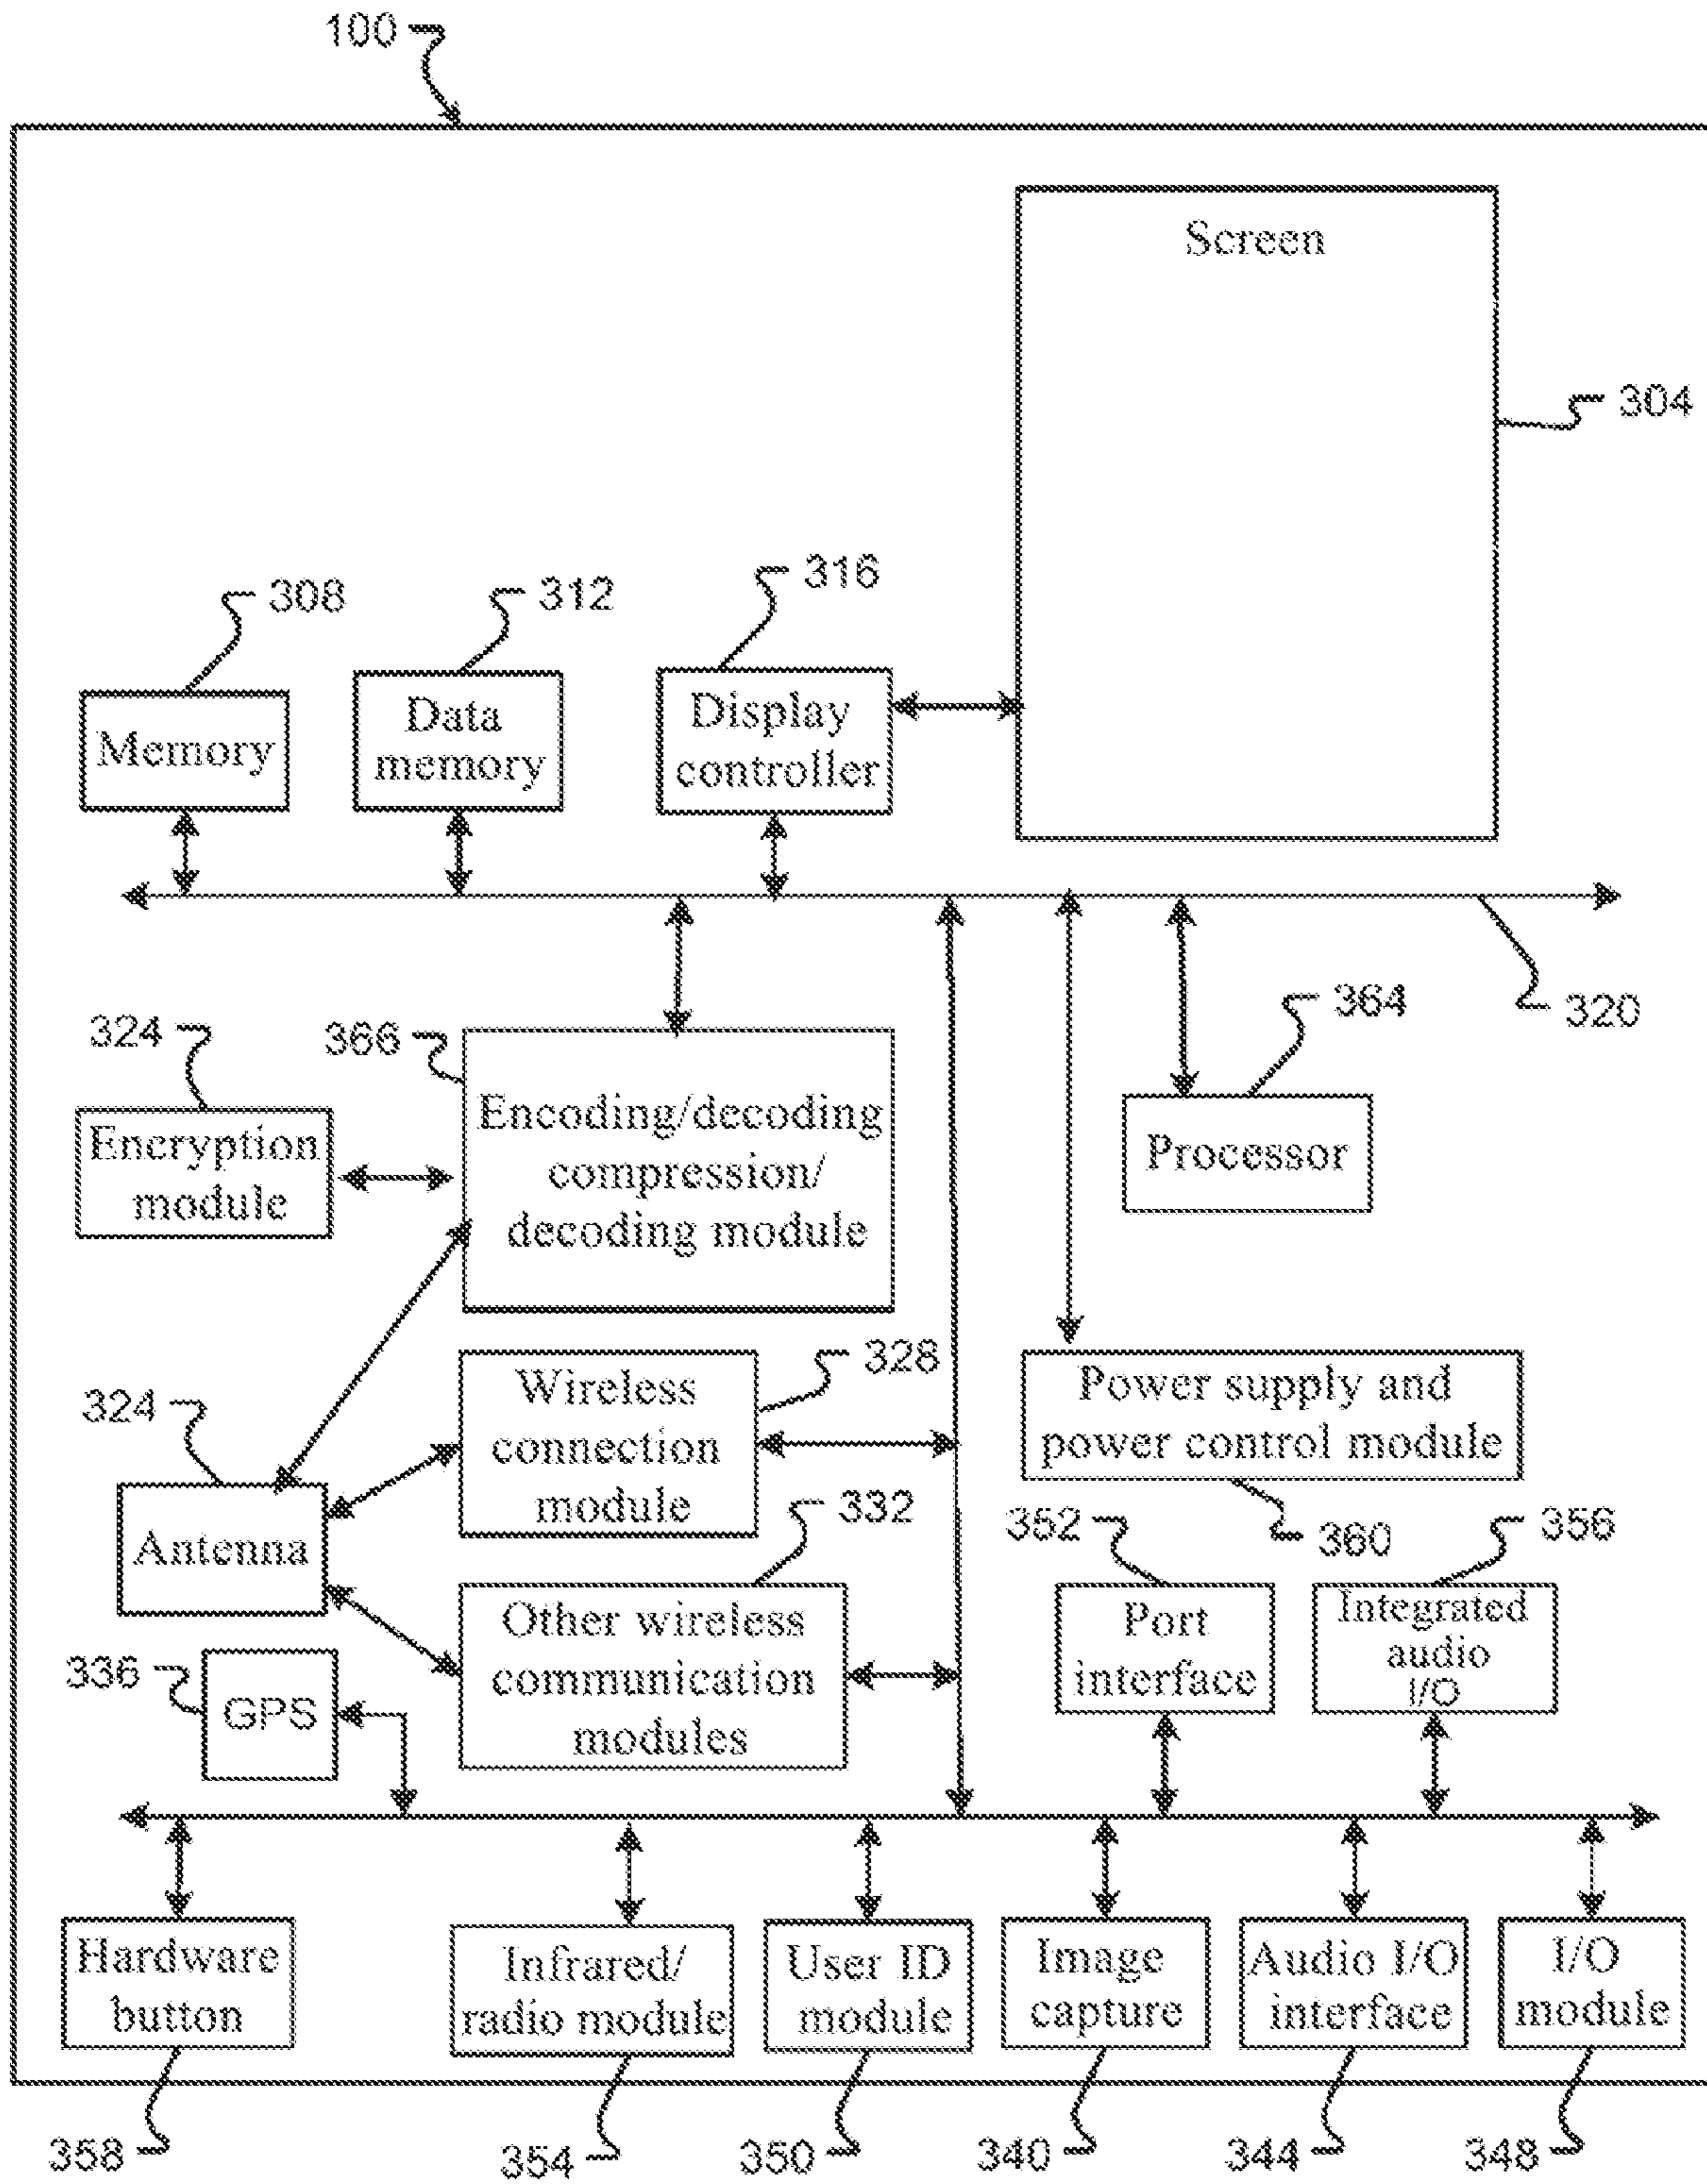 100
Screen
304
308
312
316
Memory
Data
memory
Display
controller
320
324
366
364
Encryption
module
Encoding/decoding
compression/
decoding module
Processor
324
328
Wireless
connection
module
Power supply and
power control module
360
Antenna
332
352
356
336
GPS
Other wireless
communication
modules
Port
interface
Integrated
audio
I/O
Hardware
button
Infrared/
radio module
User ID
module
Image
capture
Audio I/O
interface
I/O
module
358
354
350
340
344
348